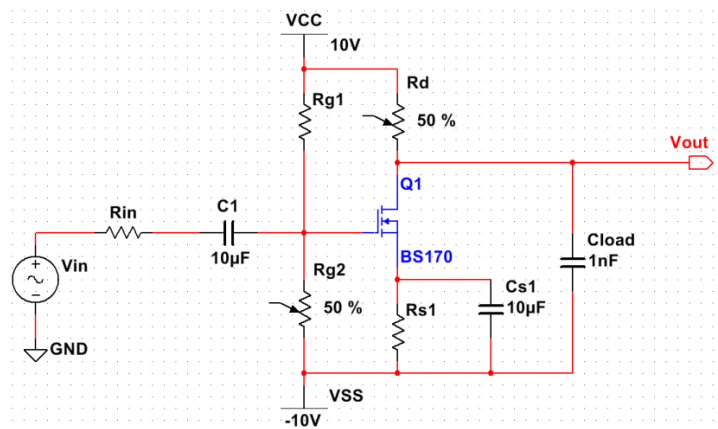 VCC
10V
Rg1
Rd
50 %
Vout
Q1
Rin
C1
10µF
BS170
Cload
1nF
Vin
Rg2
50 %
Cs1
10µF
Rs1
GND
VSS
-10V